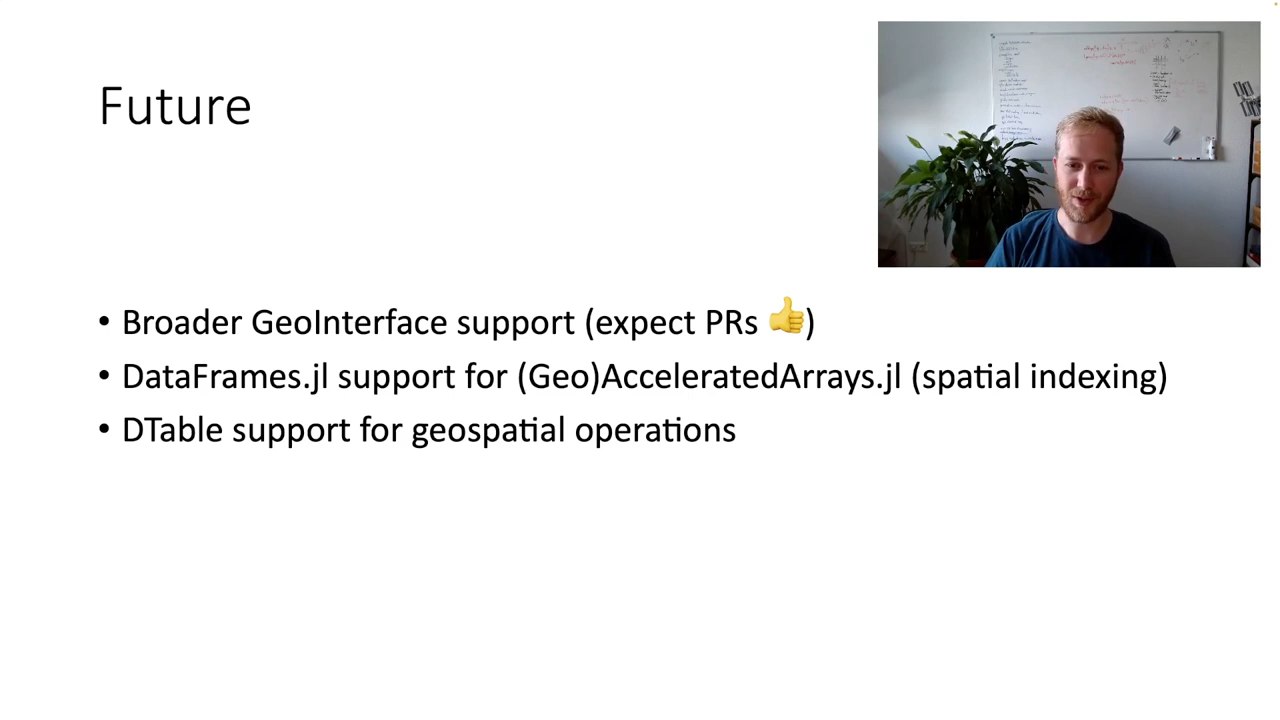 Future
• Broader GeoInterface support (expect PRs 👍)
• DataFrames.jl support for (Geo)AcceleratedArrays.jl (spatial indexing)
• DTable support for geospatial operations